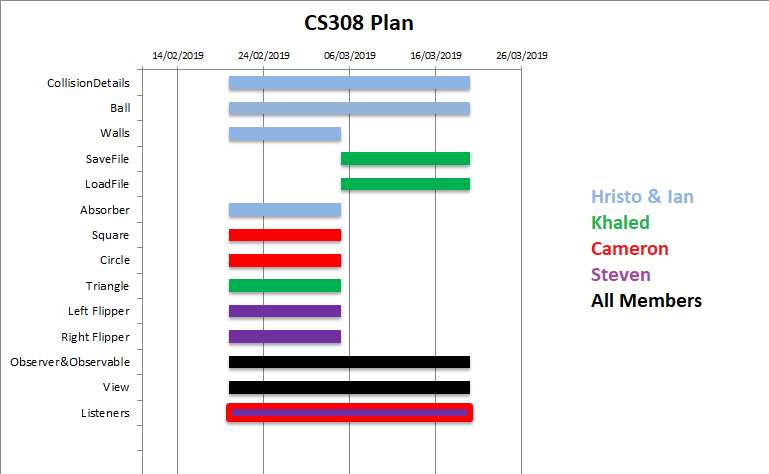 CS308 Plan
14/02/2019 24/02/2019 06/03/2019 16/03/2019 26/03/2019
CollisionDetails
Ball
Walls
SaveFile
LoadFile
Absorber
Square
Circle
Triangle
Left Flipper
Right Flipper
Observer&Observable
View
Listeners
Hristo & Ian
Khaled
Cameron
Steven
All Members